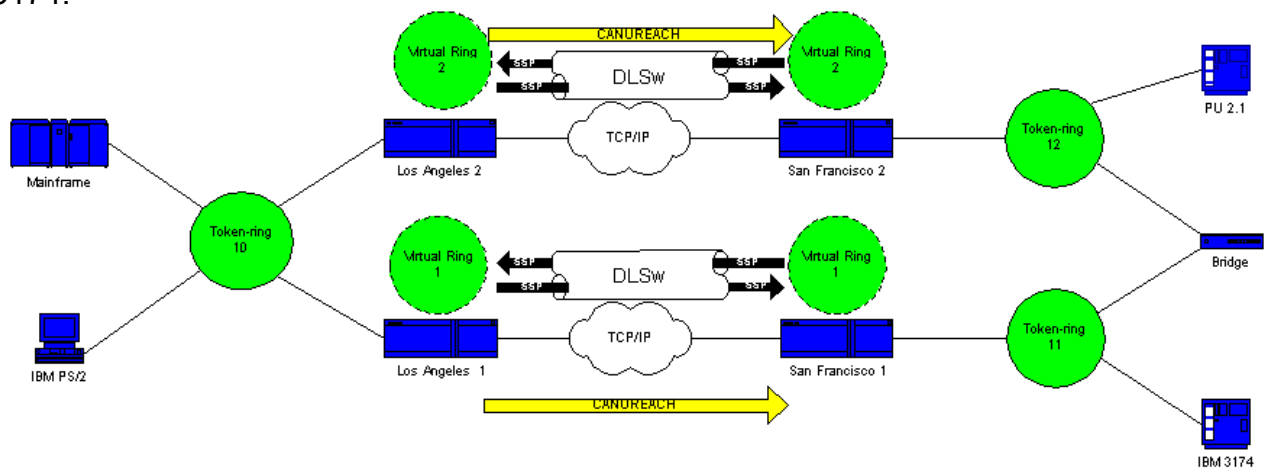 3174.
CANUREACH
Virtual Ring
2
SSP
SSP
DLSw
SSP
SSP
Virtual Ring
2
PU 2.1
Mainframe
Los Angeles 2
TCP/IP
San Francisco 2
Token-ring
12
Token-ring
10
Virtual Ring
1
SSP
SSP
DLSw
SSP
SSP
Virtual Ring
1
Bridge
IBM PS/2
Los Angeles 1
TCP/IP
San Francisco 1
Token-ring
11
CANUREACH
IBM 3174